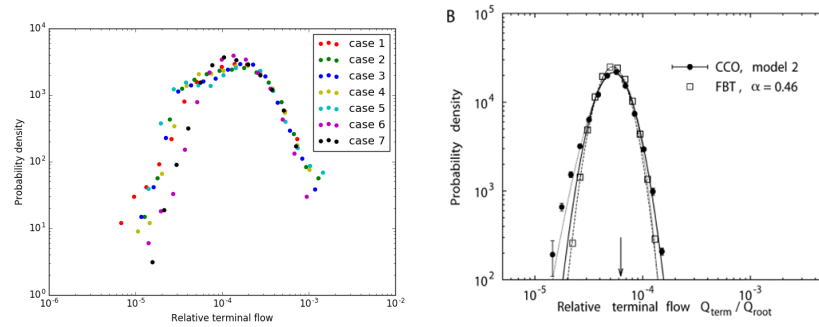 10^4
10^3
10^2
10^1
10^0
10^-6
10^-5
10^-4
10^-3
10^-2
Probability density
Relative terminal flow
case 1
case 2
case 3
case 4
case 5
case 6
case 7
B
10^5
10^4
10^3
10^2
10^-5
10^-4
10^-3
Probability density
Relative terminal flow Q_term / Q_root
CCO, model 2
FBT , α = 0.46